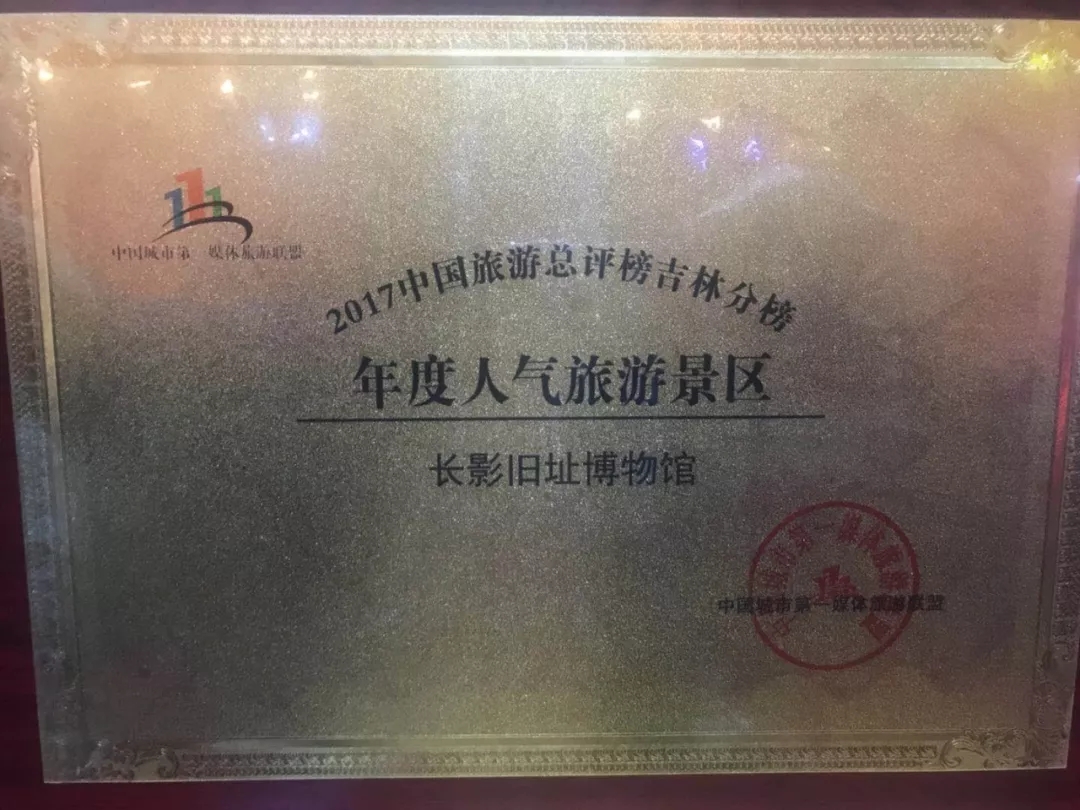 中国城市第一媒体旅游联盟
2017中国旅游总评榜吉林分榜
年度人气旅游景区
长影旧址博物馆
中国城市第一媒体旅游联盟